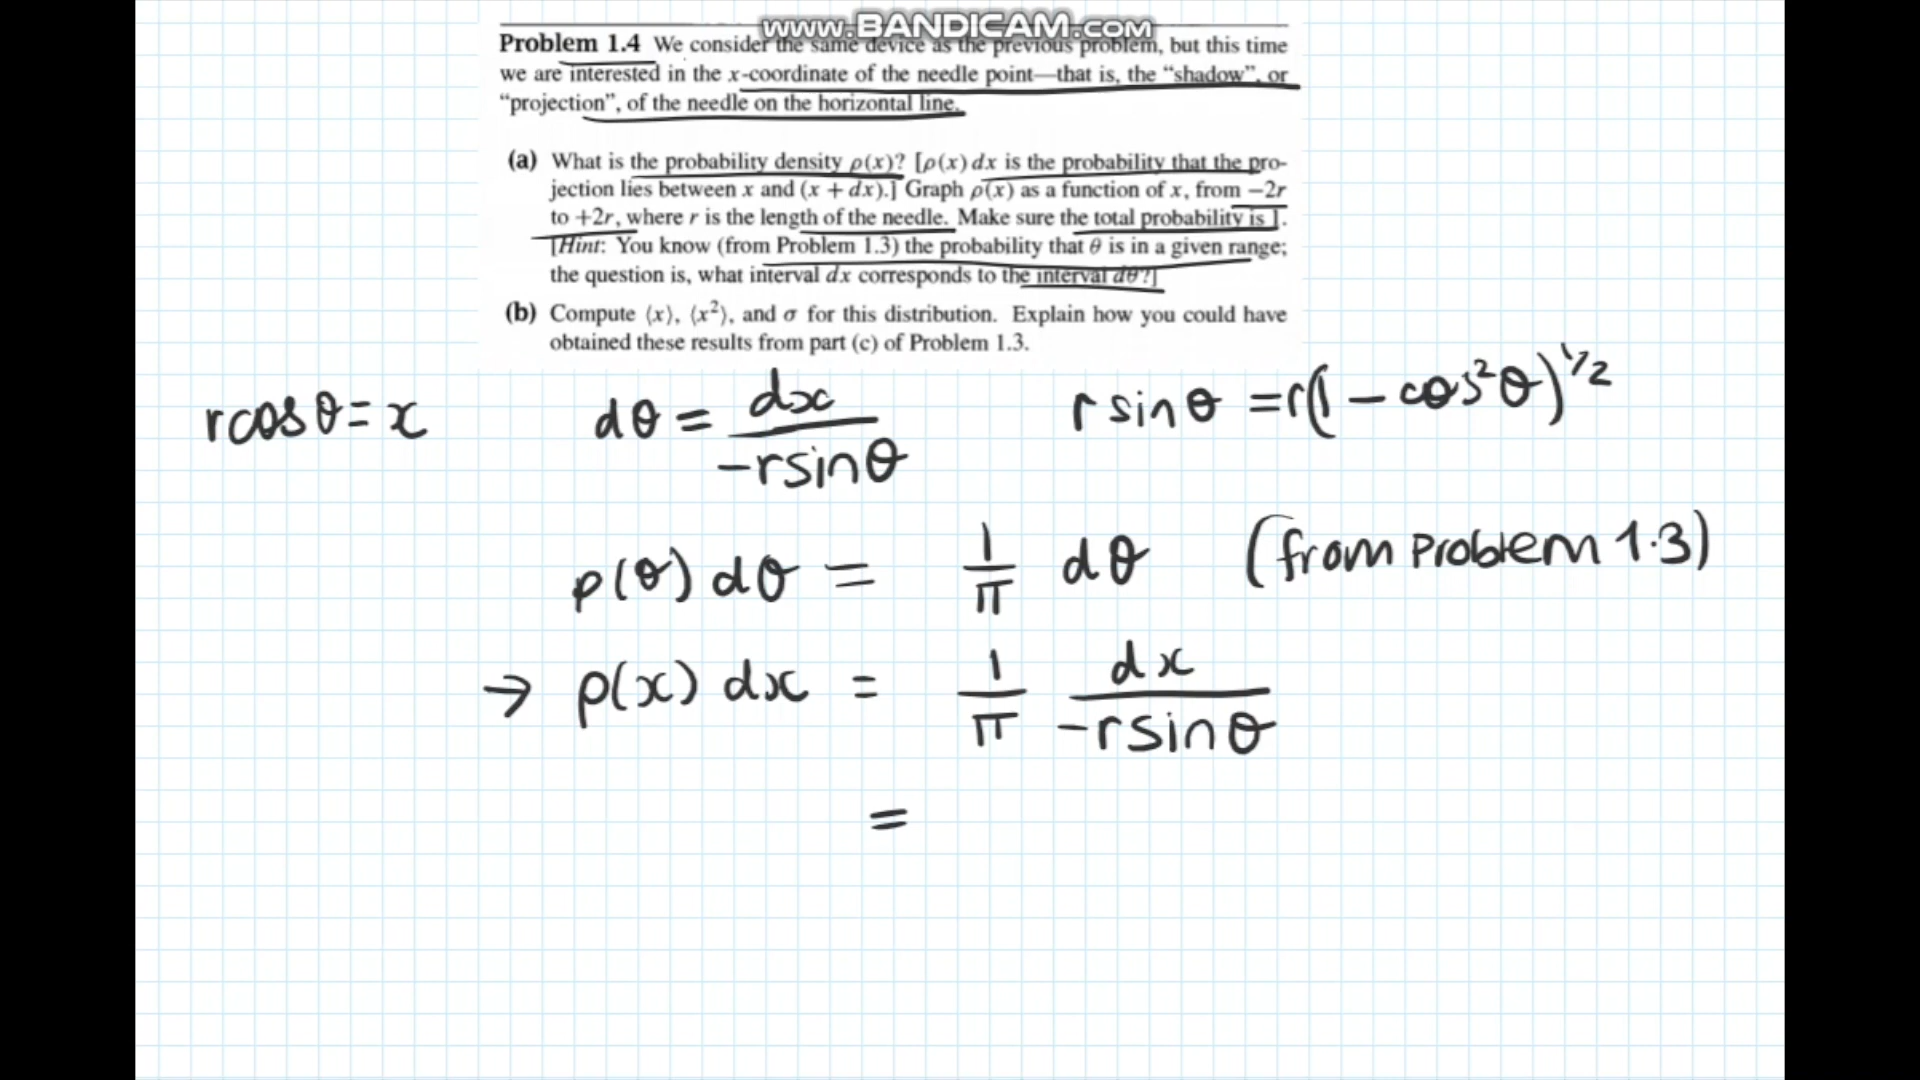 www.BANDICAM.com
Problem 1.4 We consider the same device as the previous problem, but this time
we are interested in the x-coordinate of the needle point—that is, the “shadow”, or
“projection”, of the needle on the horizontal line.
(a) What is the probability density ρ(x)? [ρ(x) dx is the probability that the pro-
jection lies between x and (x + dx).] Graph ρ(x) as a function of x, from −2r
to +2r, where r is the length of the needle. Make sure the total probability is 1.
[Hint: You know (from Problem 1.3) the probability that θ is in a given range;
the question is, what interval dx corresponds to the interval dθ?]
(b) Compute ⟨x⟩, ⟨x²⟩, and σ for this distribution. Explain how you could have
obtained these results from part (c) of Problem 1.3.
rcosθ = x dθ = dx / −rsinθ r sinθ = r(1 − cos²θ)^1/2
ρ(θ) dθ = 1/π dθ (from Problem 1.3)
→ ρ(x) dx = 1/π dx / −rsinθ
=